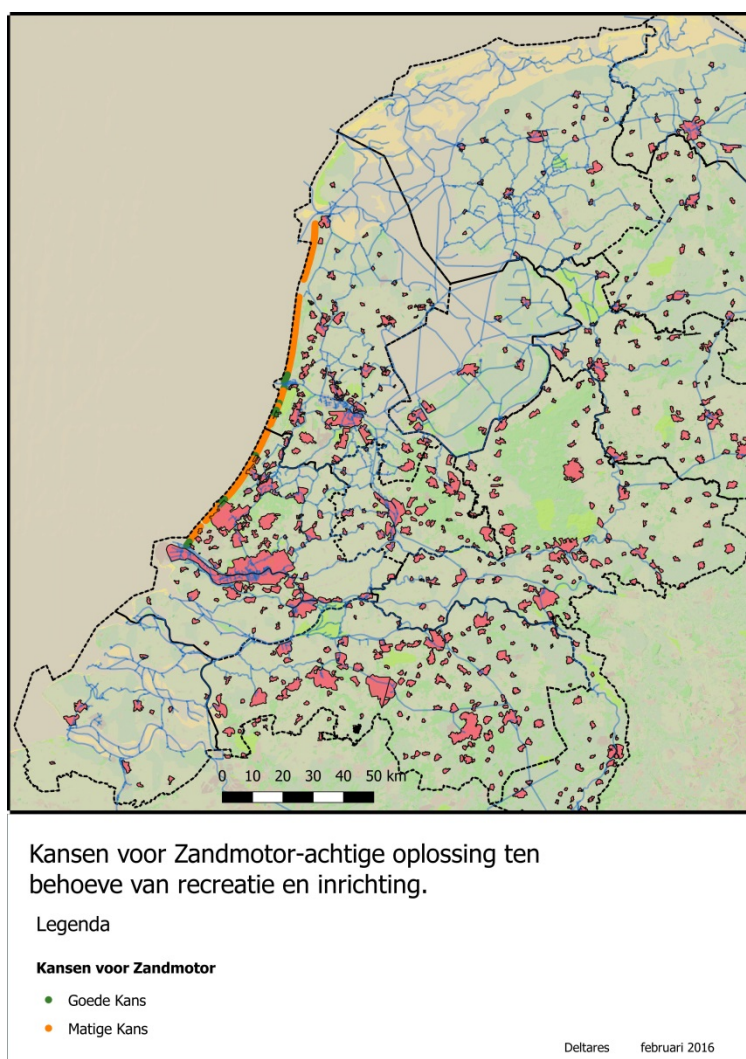 0 10 20 30 40 50 km
Kansen voor Zandmotor-achtige oplossing ten
behoeve van recreatie en inrichting.
Legenda
Kansen voor Zandmotor
Goede Kans
Matige Kans
Deltares februari 2016